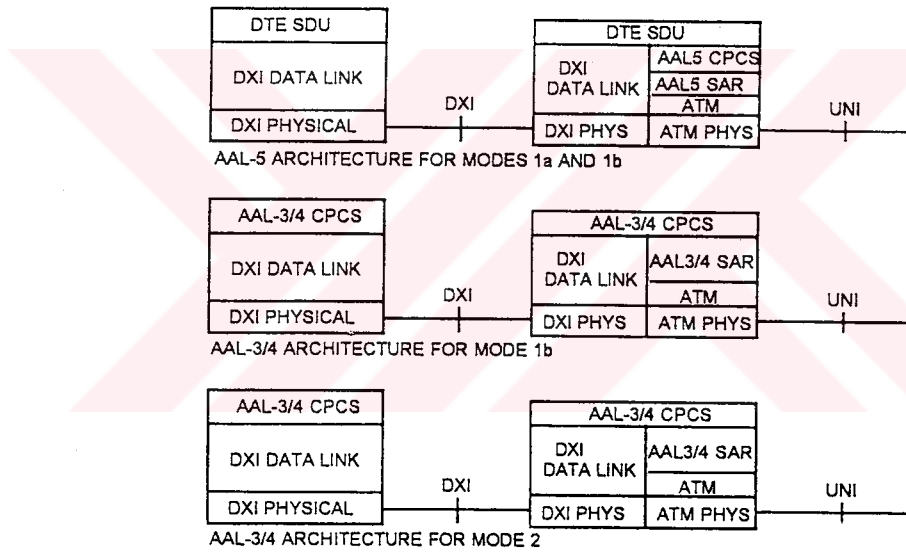 DTE SDU
DXI DATA LINK
DXI PHYSICAL
DXI
DTE SDU
DXI
DATA LINK
AAL5 CPCS
AAL5 SAR
ATM
DXI PHYS
ATM PHYS
UNI
AAL-5 ARCHITECTURE FOR MODES 1a AND 1b
AAL-3/4 CPCS
DXI DATA LINK
DXI PHYSICAL
DXI
AAL-3/4 CPCS
DXI
DATA LINK
AAL3/4 SAR
ATM
DXI PHYS
ATM PHYS
UNI
AAL-3/4 ARCHITECTURE FOR MODE 1b
AAL-3/4 CPCS
DXI DATA LINK
DXI PHYSICAL
DXI
AAL-3/4 CPCS
DXI
DATA LINK
AAL3/4 SAR
ATM
DXI PHYS
ATM PHYS
UNI
AAL-3/4 ARCHITECTURE FOR MODE 2